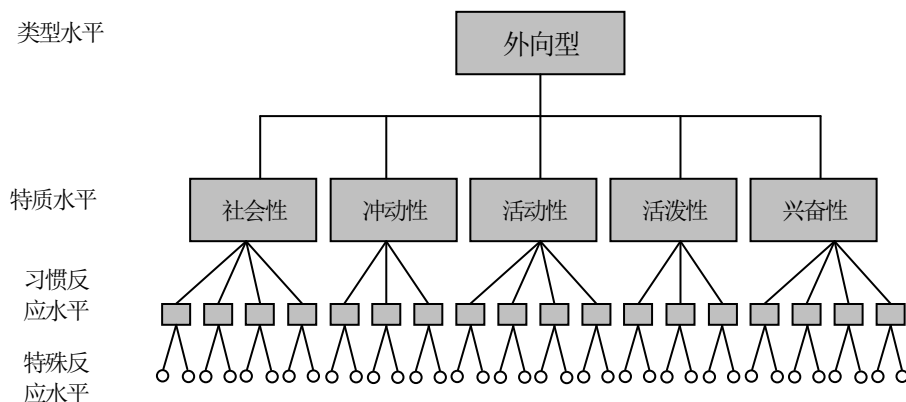 类型水平
外向型
特质水平
社会性
冲动性
活动性
活泼性
兴奋性
习惯反
应水平
特殊反
应水平